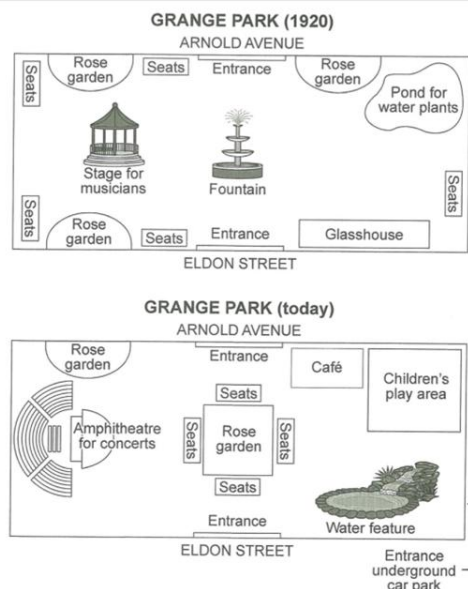 GRANGE PARK (1920)
ARNOLD AVENUE
Seats
Rose
garden
Seats
Entrance
Rose
garden
Pond for
water plants
Stage for
musicians
Fountain
Seats
Seats
Rose
garden
Seats
Entrance
Glasshouse
ELDON STREET
GRANGE PARK (today)
ARNOLD AVENUE
Rose
garden
Entrance
Café
Children's
play area
Seats
Amphitheatre
for concerts
Seats
Rose
garden
Seats
Seats
Entrance
Water feature
ELDON STREET
Entrance
underground
car park